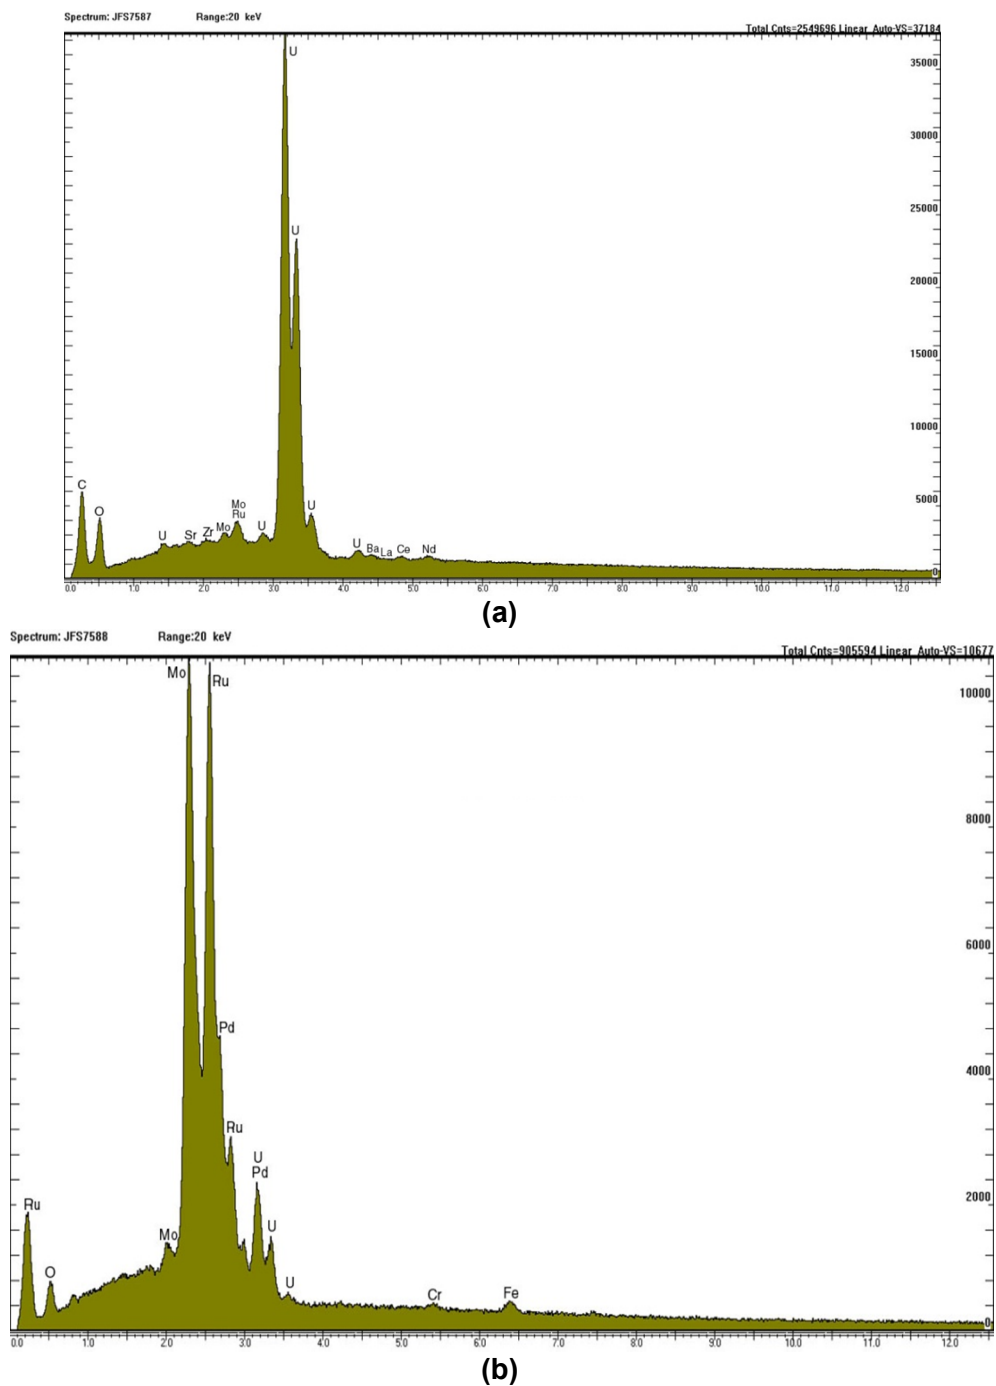 Spectrum: JFS7587 Range:20 keV
Total Cnts=2549696 Linear Auto-VS=37184
U
35000
30000
25000
U
20000
15000
10000
C
5000
O
Mo
Ru
U
U
Sr
Zr
Mo
U
U
Ba
La
Ce
Nd
0
0.0 1.0 2.0 3.0 4.0 5.0 6.0 7.0 8.0 9.0 10.0 11.0 12.0
(a)
Spectrum: JFS7588 Range:20 keV
Total Cnts=905594 Linear Auto-VS=10677
Mo
Ru
10000
8000
6000
Pd
4000
Ru
U
Pd
2000
Ru
Mo
U
O
U
Cr
Fe
0
0.0 1.0 2.0 3.0 4.0 5.0 6.0 7.0 8.0 9.0 10.0 11.0 12.0
(b)